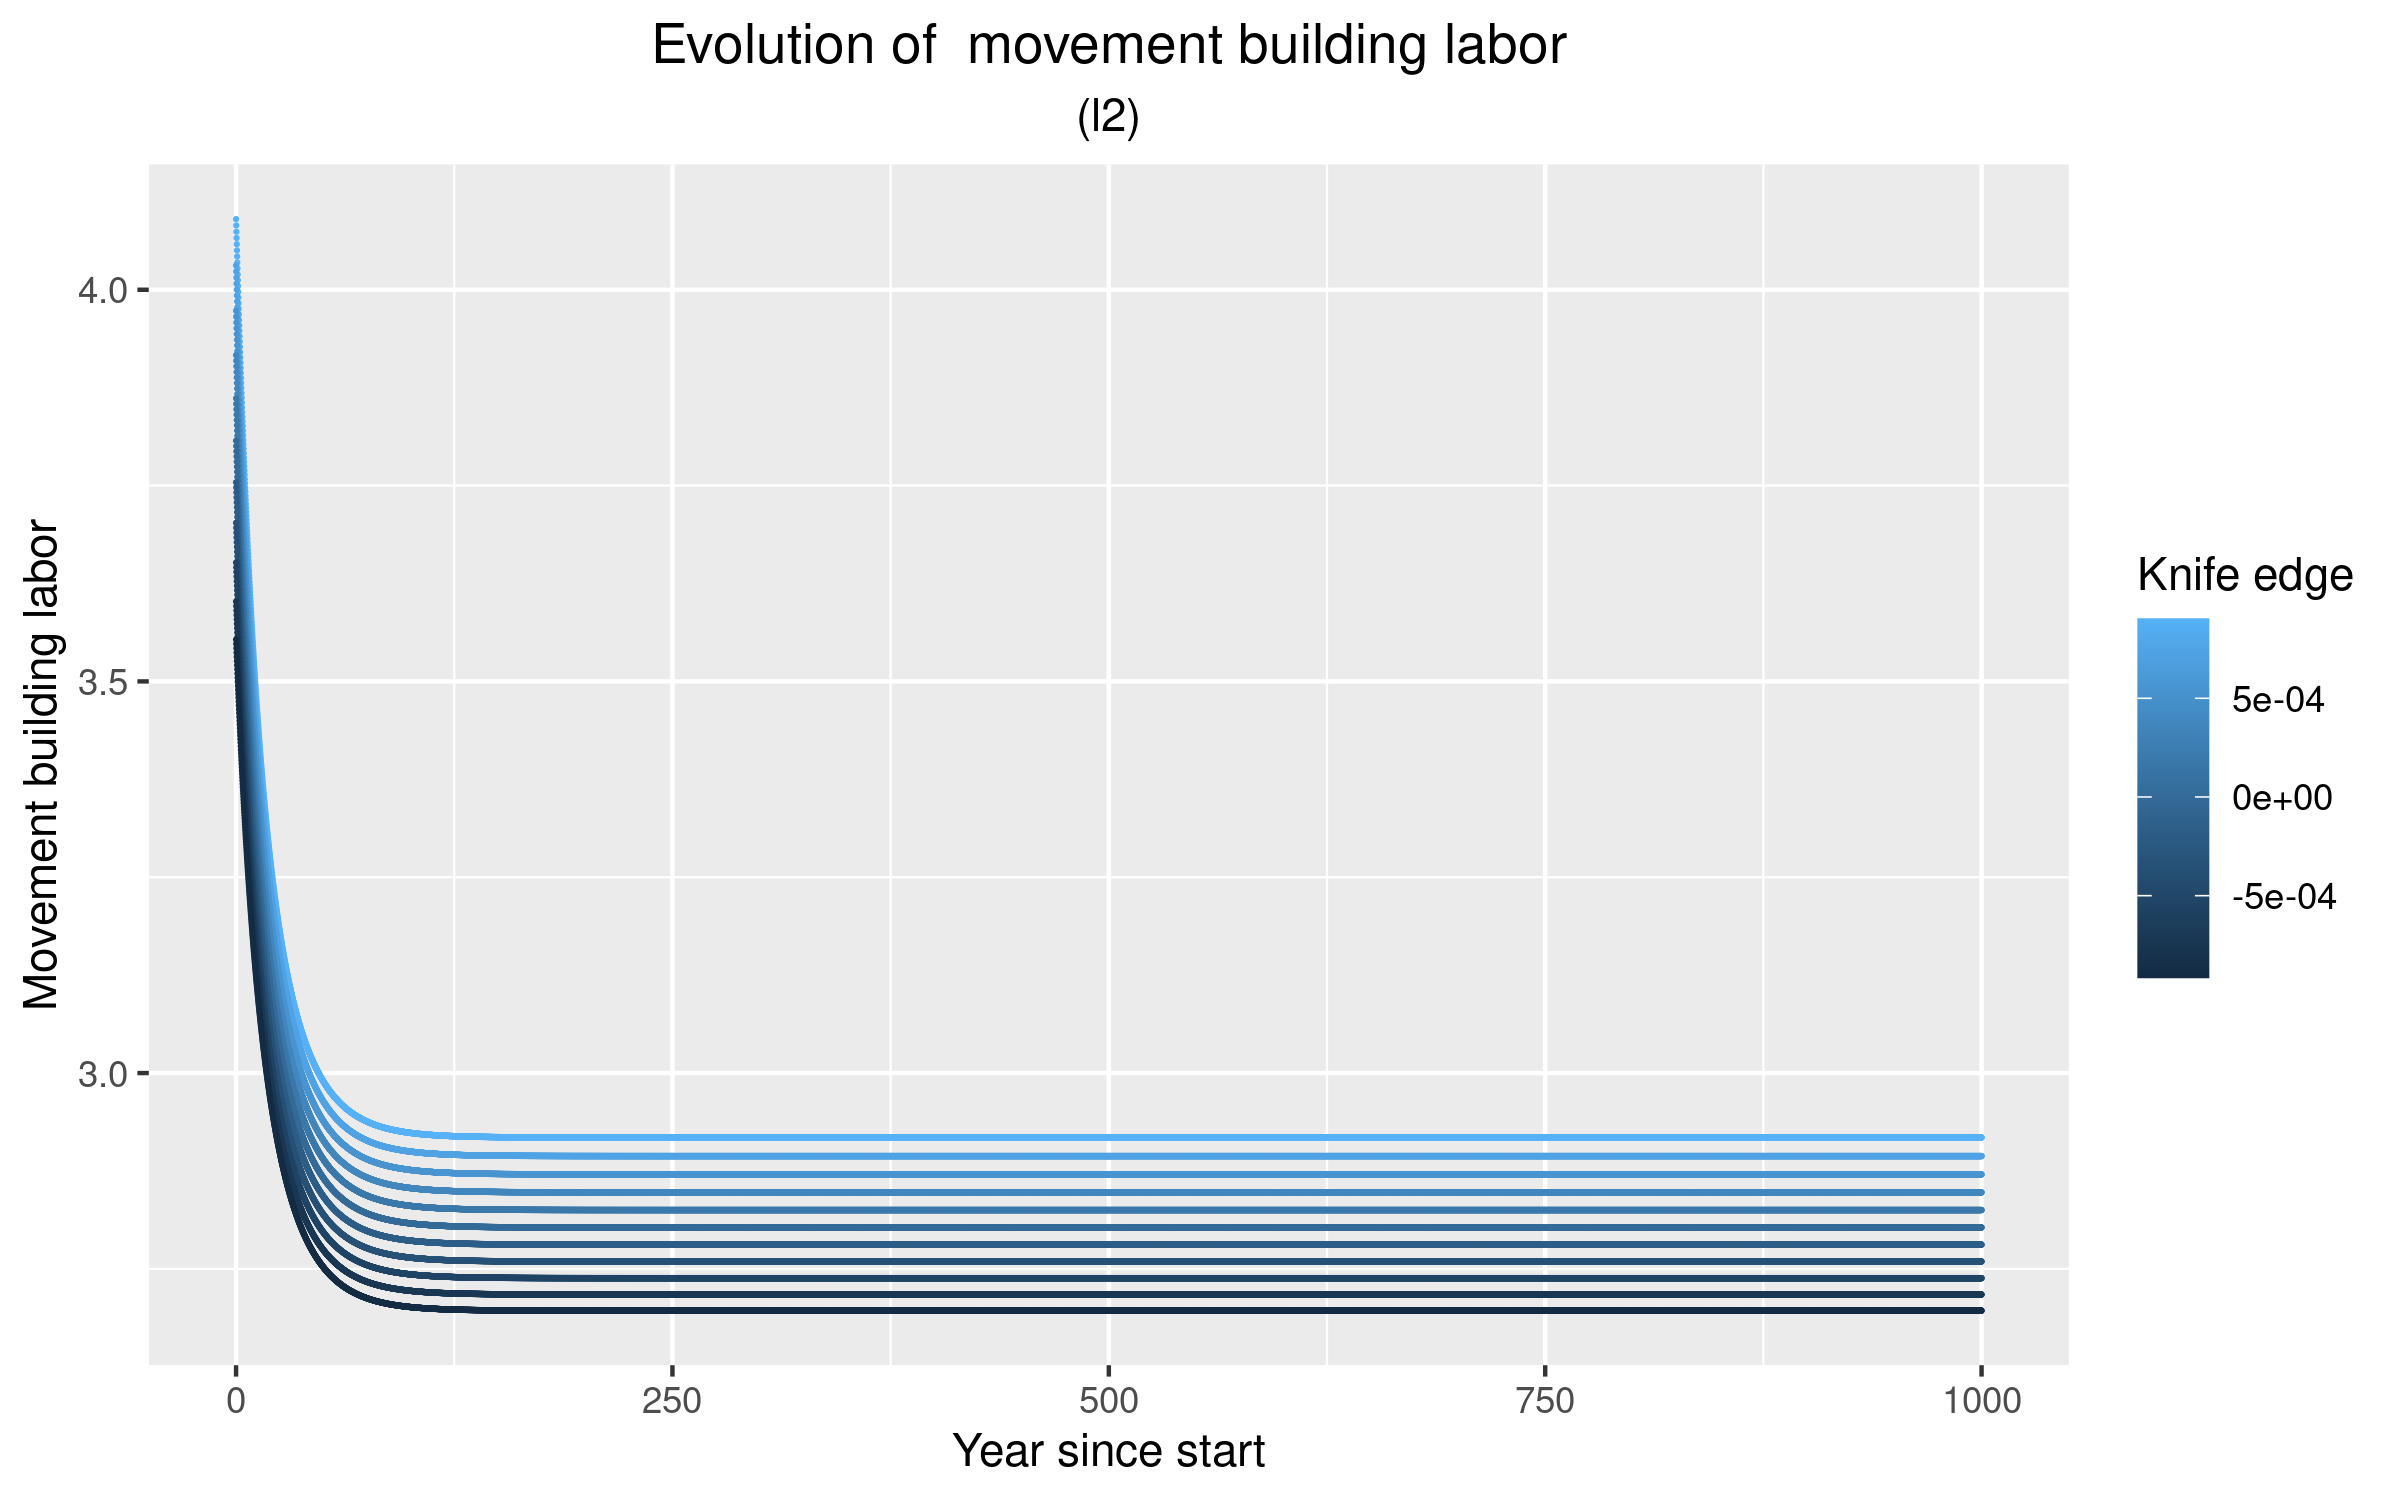 Evolution of  movement building labor
(l2)
Movement building labor
4.0
3.5
3.0
0
250
500
750
1000
Year since start
Knife edge
5e-04
0e+00
-5e-04